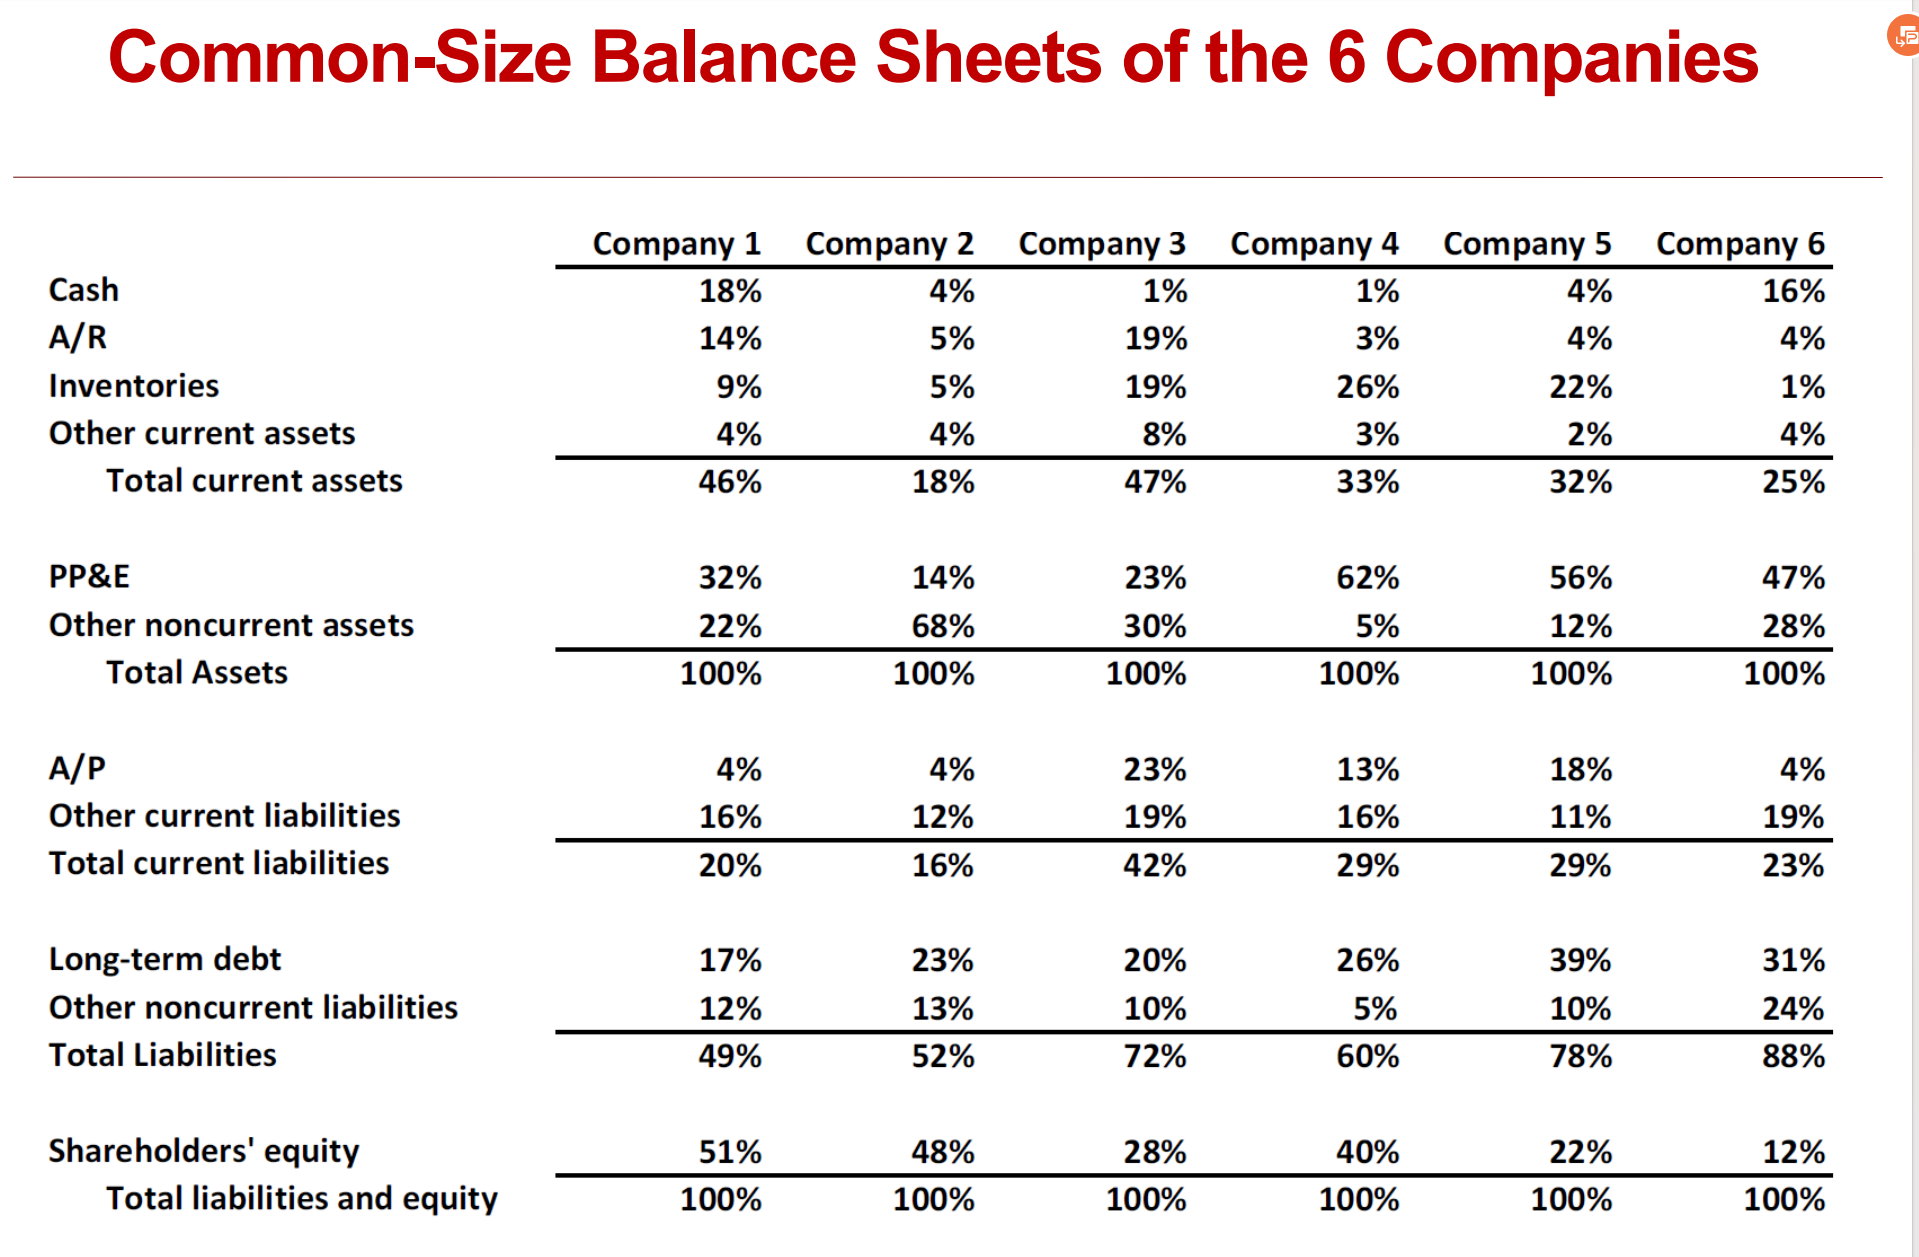 Common-Size Balance Sheets of the 6 Companies
Company 1 Company 2 Company 3 Company 4 Company 5 Company 6
Cash 18% 4% 1% 1% 4% 16%
A/R 14% 5% 19% 3% 4% 4%
Inventories 9% 5% 19% 26% 22% 1%
Other current assets 4% 4% 8% 3% 2% 4%
Total current assets 46% 18% 47% 33% 32% 25%
PP&E 32% 14% 23% 62% 56% 47%
Other noncurrent assets 22% 68% 30% 5% 12% 28%
Total Assets 100% 100% 100% 100% 100% 100%
A/P 4% 4% 23% 13% 18% 4%
Other current liabilities 16% 12% 19% 16% 11% 19%
Total current liabilities 20% 16% 42% 29% 29% 23%
Long-term debt 17% 23% 20% 26% 39% 31%
Other noncurrent liabilities 12% 13% 10% 5% 10% 24%
Total Liabilities 49% 52% 72% 60% 78% 88%
Shareholders' equity 51% 48% 28% 40% 22% 12%
Total liabilities and equity 100% 100% 100% 100% 100% 100%